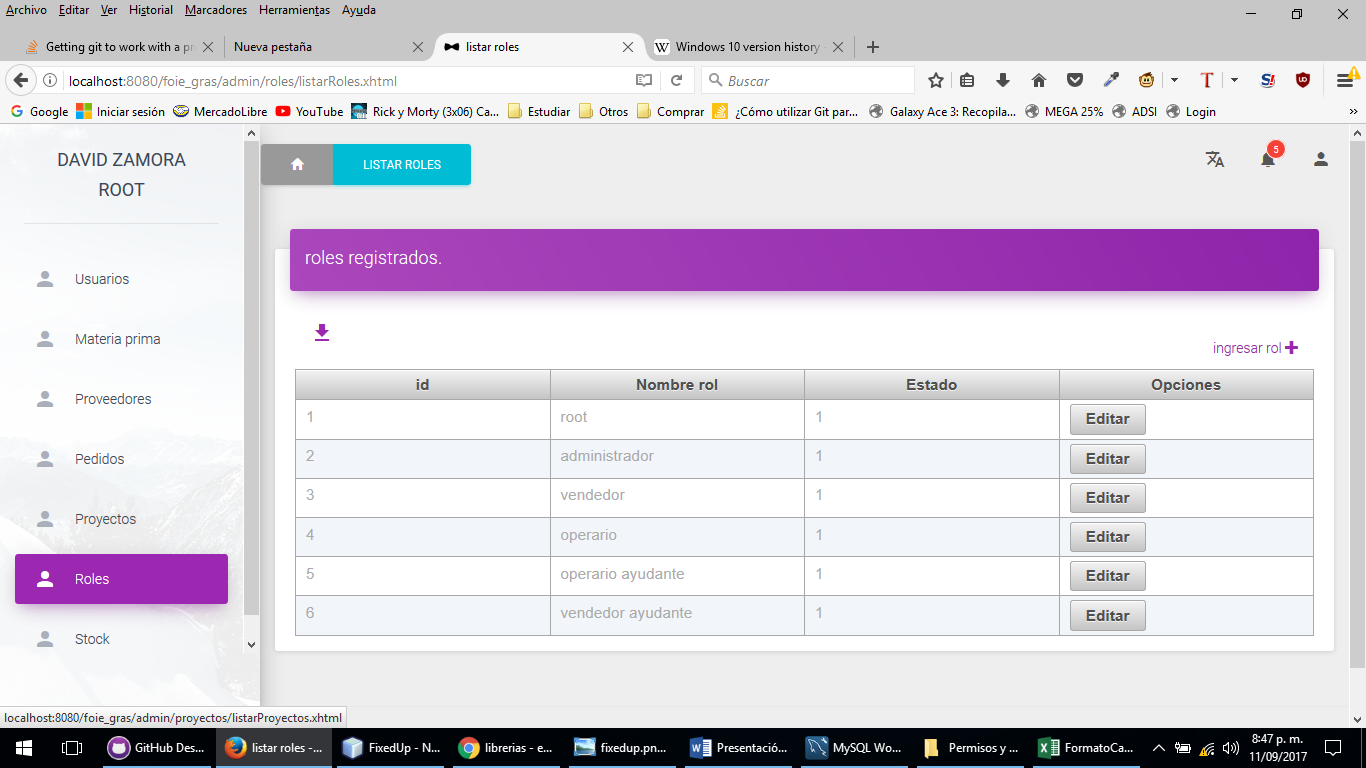 Archivo Editar Ver Historial Marcadores Herramientas Ayuda
Getting git to work with a pr
Nueva pestaña
listar roles
Windows 10 version history
localhost:8080/foie_gras/admin/roles/listarRoles.xhtml
Buscar
Google Iniciar sesión MercadoLibre YouTube Rick y Morty (3x06) Ca... Estudiar Otros Comprar ¿Cómo utilizar Git par... Galaxy Ace 3: Recopila... MEGA 25% ADSI Login
DAVID ZAMORA
ROOT
Usuarios
Materia prima
Proveedores
Pedidos
Proyectos
Roles
Stock
LISTAR ROLES
5
roles registrados.
ingresar rol
id Nombre rol Estado Opciones
1 root 1 Editar
2 administrador 1 Editar
3 vendedor 1 Editar
4 operario 1 Editar
5 operario ayudante 1 Editar
6 vendedor ayudante 1 Editar
localhost:8080/foie_gras/admin/proyectos/listarProyectos.xhtml
GitHub Des...
listar roles -...
FixedUp - N...
librerias - e...
fixedup.pn...
Presentació...
MySQL Wo...
Permisos y ...
FormatoCa...
8:47 p. m.
11/09/2017